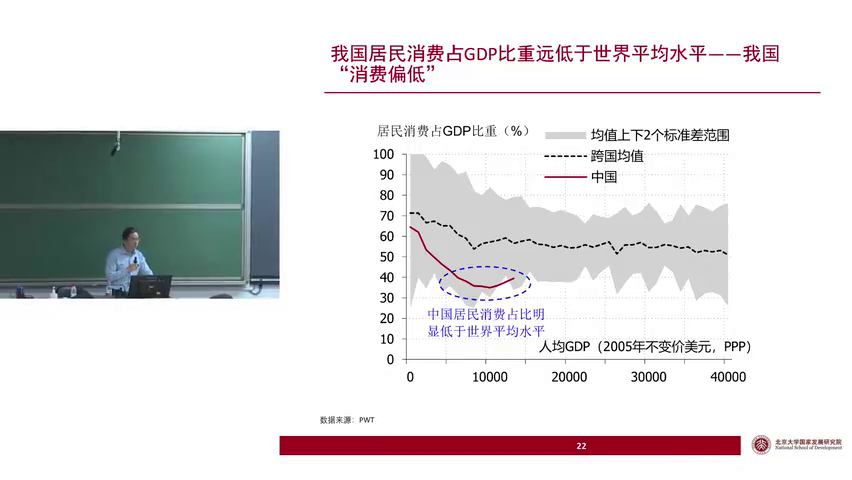 我国居民消费占GDP比重远低于世界平均水平——我国
“消费偏低”
居民消费占GDP比重（%）
均值上下2个标准差范围
跨国均值
中国
100
90
80
70
60
50
40
30
20
10
0
中国居民消费占比明
显低于世界平均水平
人均GDP（2005年不变价美元，PPP）
0 10000 20000 30000 40000
数据来源：PWT
22
北京大学国家发展研究院
National School of Development